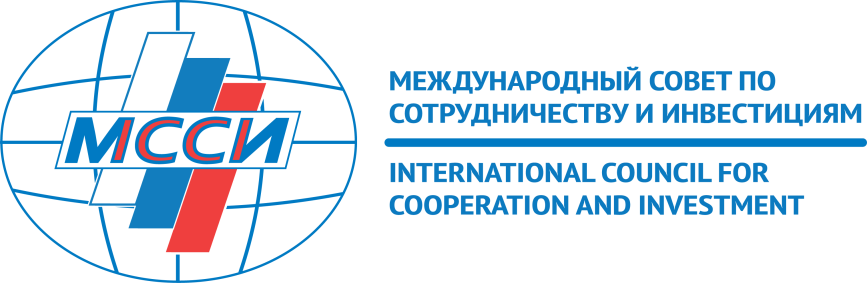 МССИ
МЕЖДУНАРОДНЫЙ СОВЕТ ПО
СОТРУДНИЧЕСТВУ И ИНВЕСТИЦИЯМ
INTERNATIONAL COUNCIL FOR
COOPERATION AND INVESTMENT